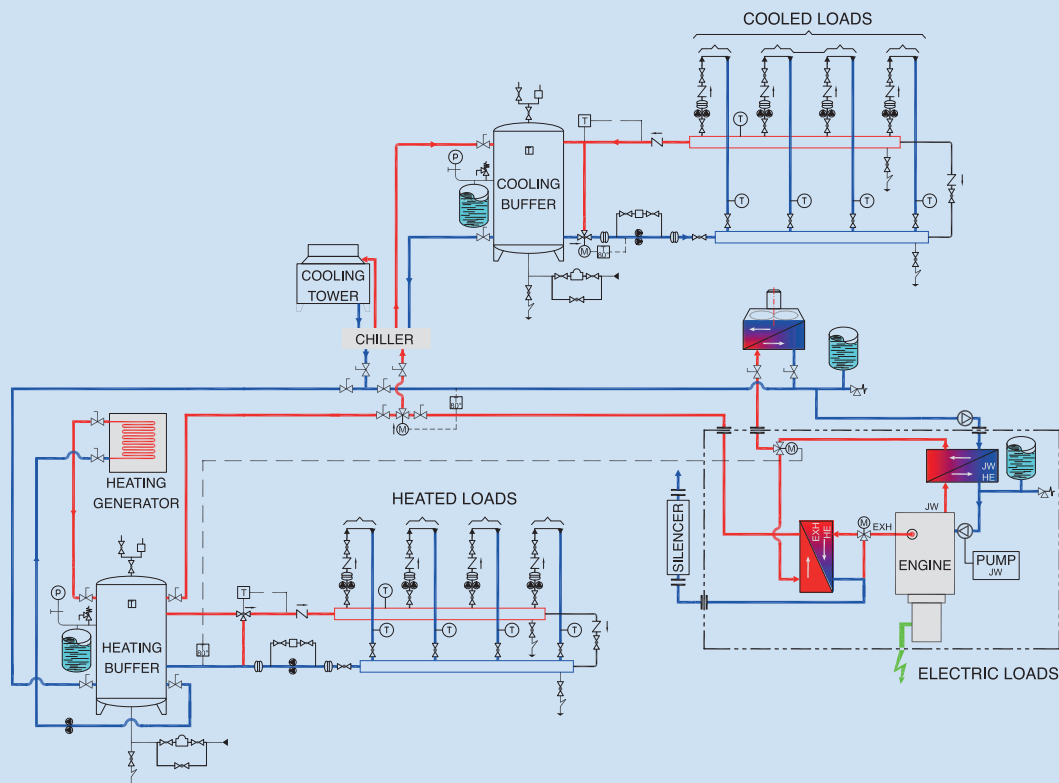 COOLED LOADS
T
T
P
T
COOLING
BUFFER
T
T
T
T
M
COOLING
TOWER
CHILLER
80°
M
HEATING
GENERATOR
M
JW
HE
JW
HEATED LOADS
SILENCER
EXH
HE
M
EXH
ENGINE
PUMP
JW
P
T
T
T
HEATING
BUFFER
T
T
T
T
ELECTRIC LOADS